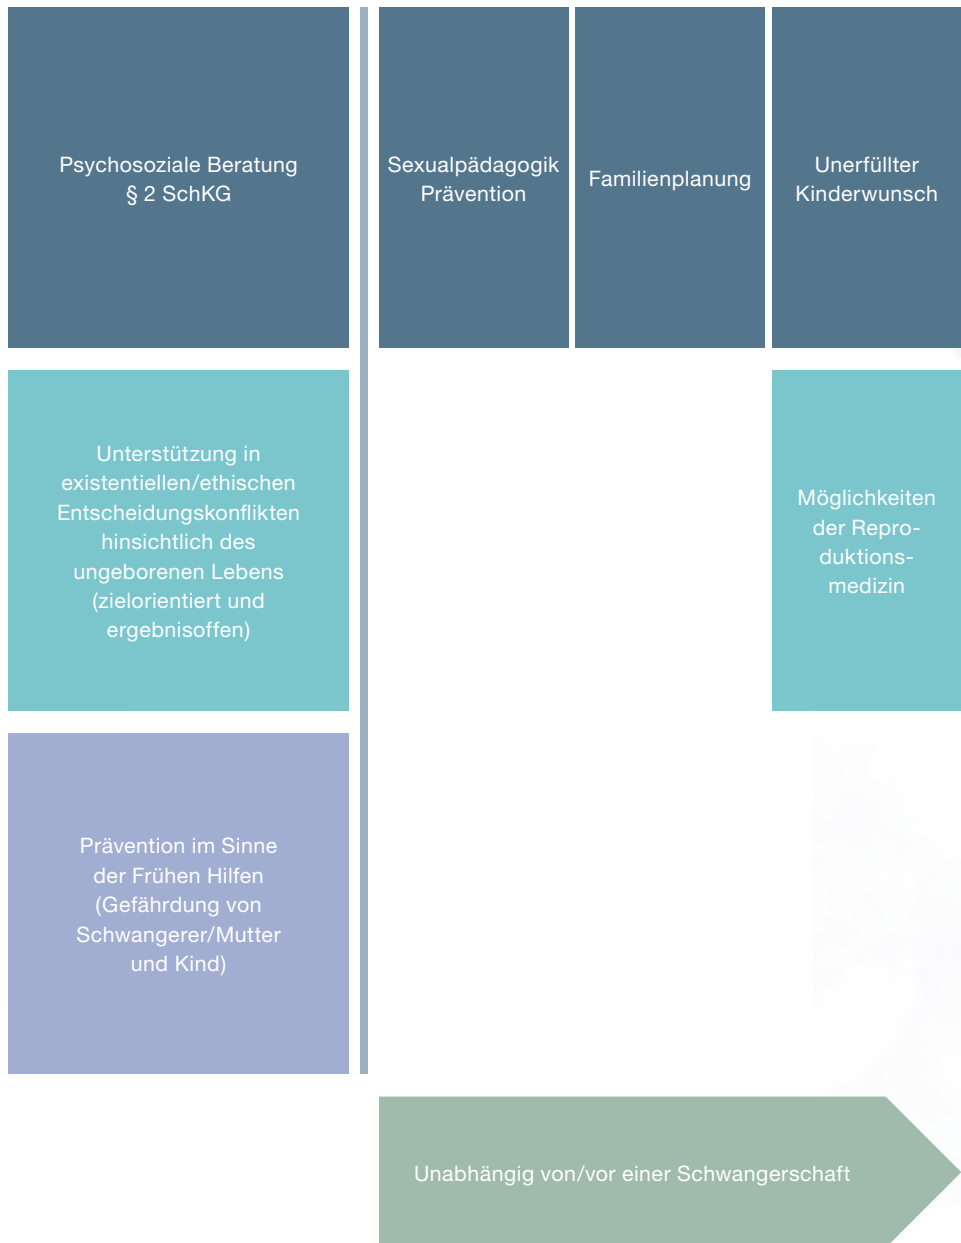 Psychosoziale Beratung
§ 2 SchKG
Sexualpädagogik
Prävention
Familienplanung
Unerfüllter
Kinderwunsch
Unterstützung in
existentiellen/ethischen
Entscheidungskonflikten
hinsichtlich des
ungeborenen Lebens
(zielorientiert und
ergebnisoffen)
Möglichkeiten
der Repro-
duktions-
medizin
Prävention im Sinne
der Frühen Hilfen
(Gefährdung von
Schwangerer/Mutter
und Kind)
Unabhängig von/vor einer Schwangerschaft